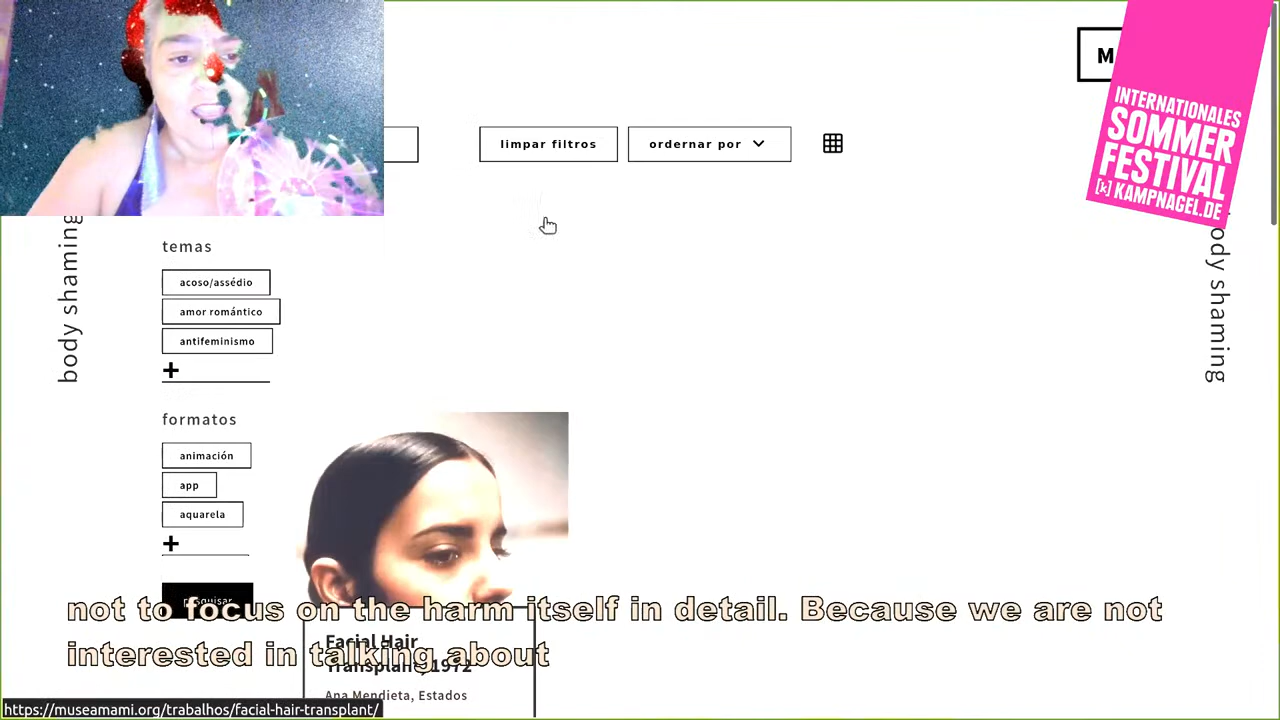 M
INTERNATIONALES
SOMMER
FESTIVAL
[k] KAMPNAGEL.DE
limpar filtros
ordernar por
body shaming
body shaming
temas
acoso/assédio
amor romántico
antifeminismo
+
formatos
animación
app
aquarela
+
pesquisar
not to focus on the harm itself in detail. Because we are not
interested in talking about
Facial Hair
Transplant, 1972
Ana Mendieta, Estados
https://museamami.org/trabalhos/facial-hair-transplant/